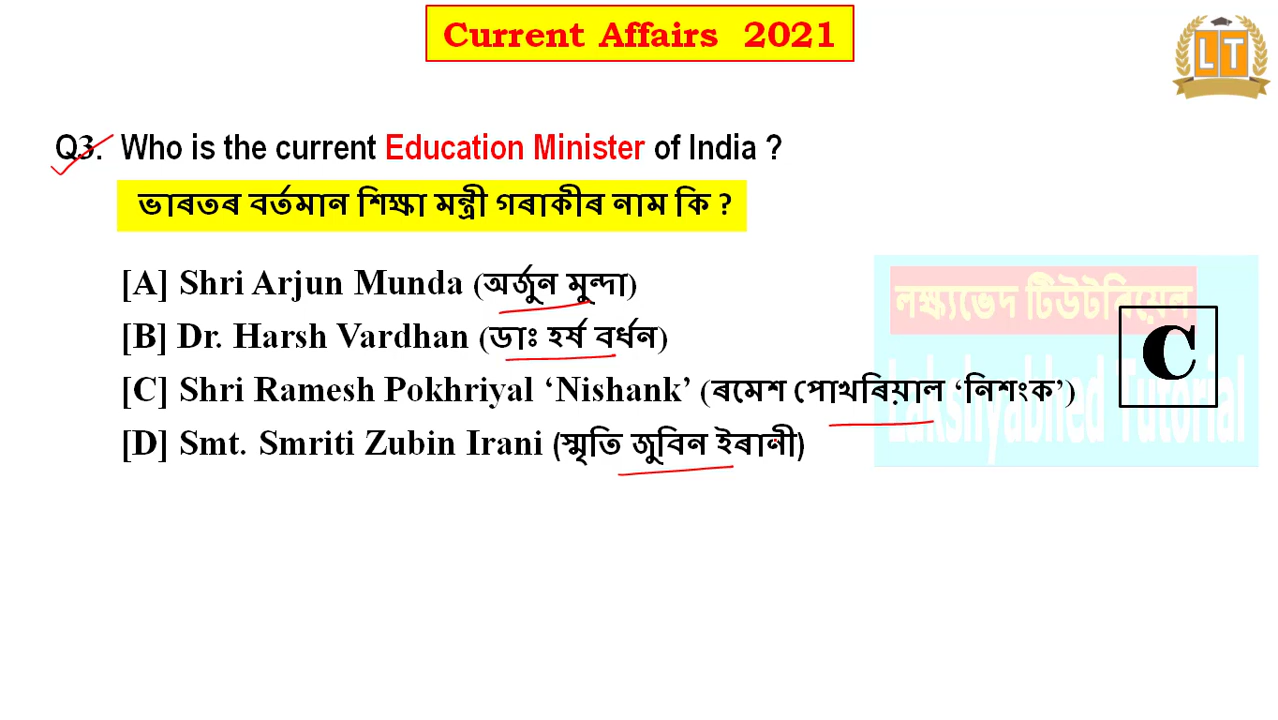 Current Affairs 2021
LT
Q3. Who is the current Education Minister of India ?
ভাৰতৰ বৰ্তমান শিক্ষা মন্ত্ৰী গৰাকীৰ নাম কি ?
[A] Shri Arjun Munda (অৰ্জুন মুন্দা)
[B] Dr. Harsh Vardhan (ডাঃ হৰ্ষ বৰ্ধন)
[C] Shri Ramesh Pokhriyal ‘Nishank’ (ৰমেশ পোখৰিয়াল ‘নিশংক’)
[D] Smt. Smriti Zubin Irani (স্মৃতি জুবিন ইৰানী)
লক্ষ্যভেদ টিউটৰিয়েল
Lakshyabhed Tutorial
C